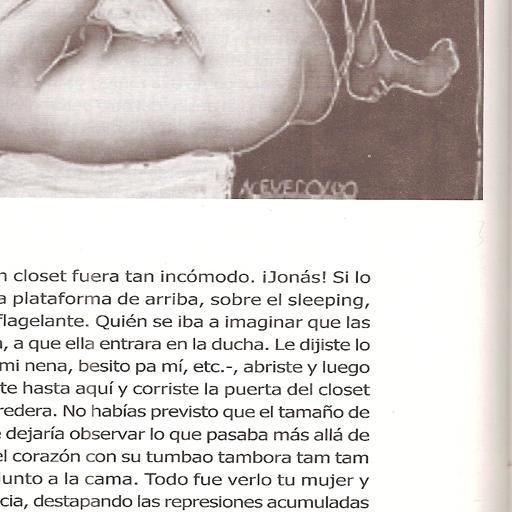 n closet fuera tan incómodo. ¡Jonás! Si lo
a plataforma de arriba, sobre el sleeping,
flagelante. Quién se iba a imaginar que las
, a que ella entrara en la ducha. Le dijiste lo
mi nena, besito pa mí, etc.-, abriste y luego
te hasta aquí y corriste la puerta del closet
redera. No habías previsto que el tamaño de
dejaría observar lo que pasaba más allá de
el corazón con su tumbao tambora tam tam
junto a la cama. Todo fue verlo tu mujer y
cia, destapando las represiones acumuladas